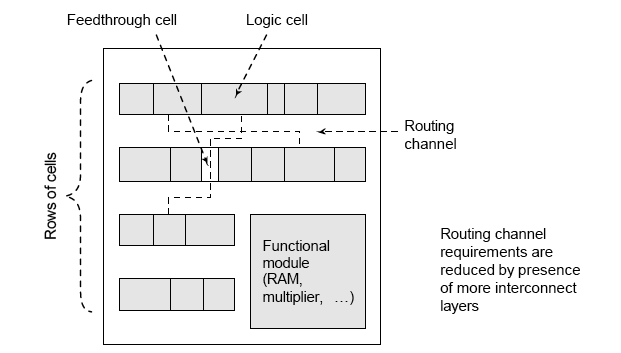 Feedthrough cell
Logic cell
Routing
channel
Rows of cells
Functional
module
(RAM,
multiplier, …)
Routing channel
requirements are
reduced by presence
of more interconnect
layers